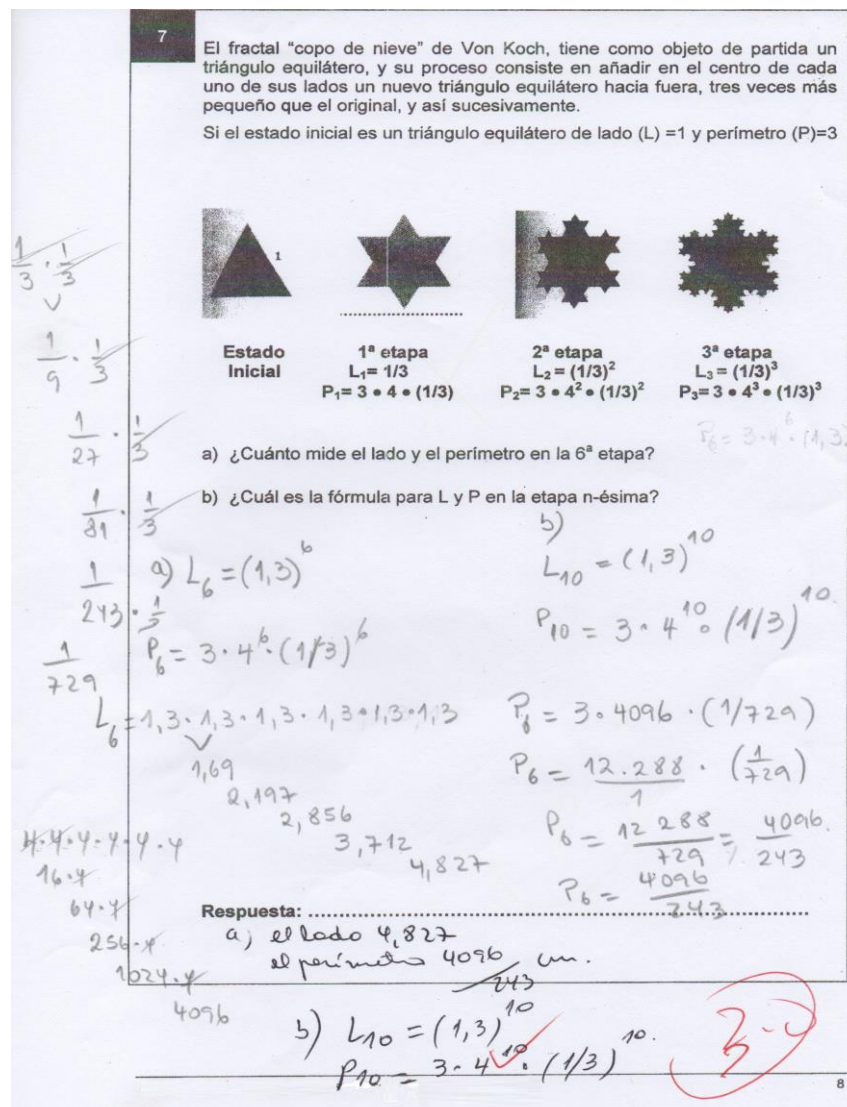 7
El fractal “copo de nieve” de Von Koch, tiene como objeto de partida un
triángulo equilátero, y su proceso consiste en añadir en el centro de cada
uno de sus lados un nuevo triángulo equilátero hacia fuera, tres veces más
pequeño que el original, y así sucesivamente.
Si el estado inicial es un triángulo equilátero de lado (L) =1 y perímetro (P)=3
1
Estado
Inicial
1ª etapa
L₁= 1/3
P₁= 3 • 4 • (1/3)
2ª etapa
L₂ = (1/3)²
P₂= 3 • 4² • (1/3)²
3ª etapa
L₃ = (1/3)³
P₃= 3 • 4³ • (1/3)³
P₆ = 3·4⁶·(1,3)
a) ¿Cuánto mide el lado y el perímetro en la 6ª etapa?
b) ¿Cuál es la fórmula para L y P en la etapa n-ésima?
1/3 · 1/3
1/9 · 1/3
1/27 · 1/3
1/81 · 1/3
1/243 · 1/3
1/729
a) L₆ = (1,3)⁶
P₆ = 3 · 4⁶ · (1/3)⁶
L₆ = 1,3 · 1,3 · 1,3 · 1,3 · 1,3 · 1,3
1,69
2,197
2,856
3,712
4,827
4·4·4·4·4·4
16·4
64·4
256·4
1024·4
4096
b)
L₁₀ = (1,3)¹⁰
P₁₀ = 3 · 4¹⁰ · (1/3)¹⁰
P₆ = 3 · 4096 · (1/729)
P₆ = 12.288/1 · (1/729)
P₆ = 12 288/729 = 4096/243
P₆ = 4096/243
Respuesta: ........................................................................
a) el lado 4,827
el perímetro 4096/243 cm.
b) L₁₀ = (1,3)¹⁰
P₁₀ = 3 · 4¹⁰ · (1/3)¹⁰.
8